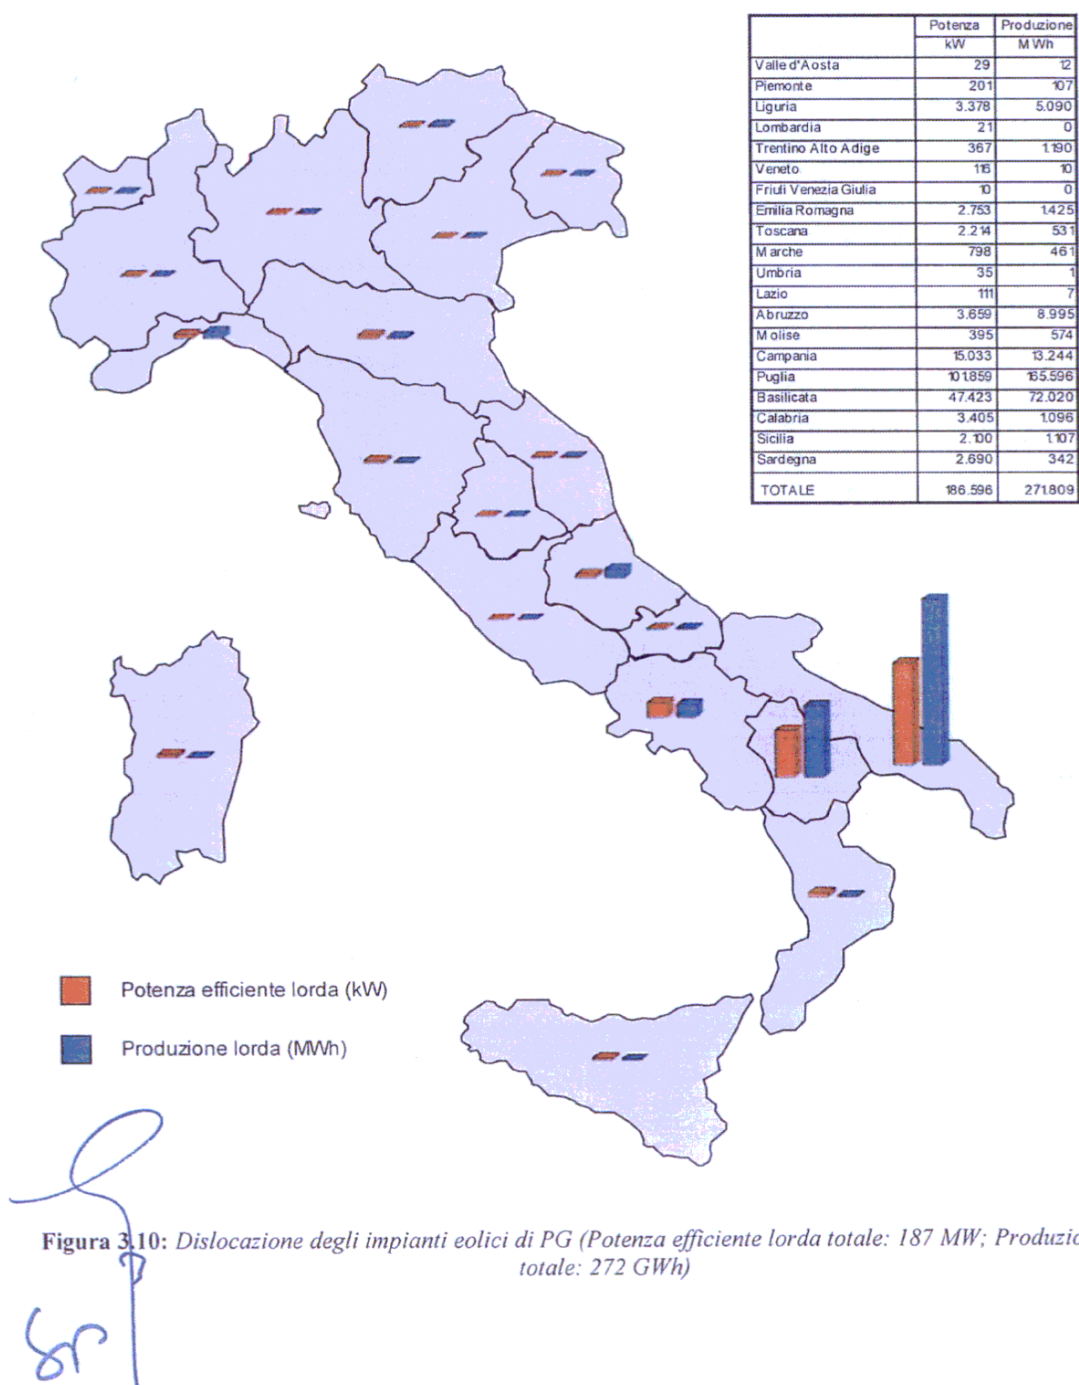 Potenza Produzione
kW MWh
Valle d'Aosta 29 12
Piemonte 201 107
Liguria 3.378 5.090
Lombardia 21 0
Trentino Alto Adige 367 1.190
Veneto 116 10
Friuli Venezia Giulia 10 0
Emilia Romagna 2.753 1.425
Toscana 2.214 531
Marche 798 461
Umbria 35 1
Lazio 111 7
Abruzzo 3.659 8.995
Molise 395 574
Campania 15.033 13.244
Puglia 101.859 165.596
Basilicata 47.423 72.020
Calabria 3.405 1.096
Sicilia 2.100 1.107
Sardegna 2.690 342
TOTALE 186.596 271.809
Potenza efficiente lorda (kW)
Produzione lorda (MWh)
Figura 3.10: Dislocazione degli impianti eolici di PG (Potenza efficiente lorda totale: 187 MW; Produzio
totale: 272 GWh)